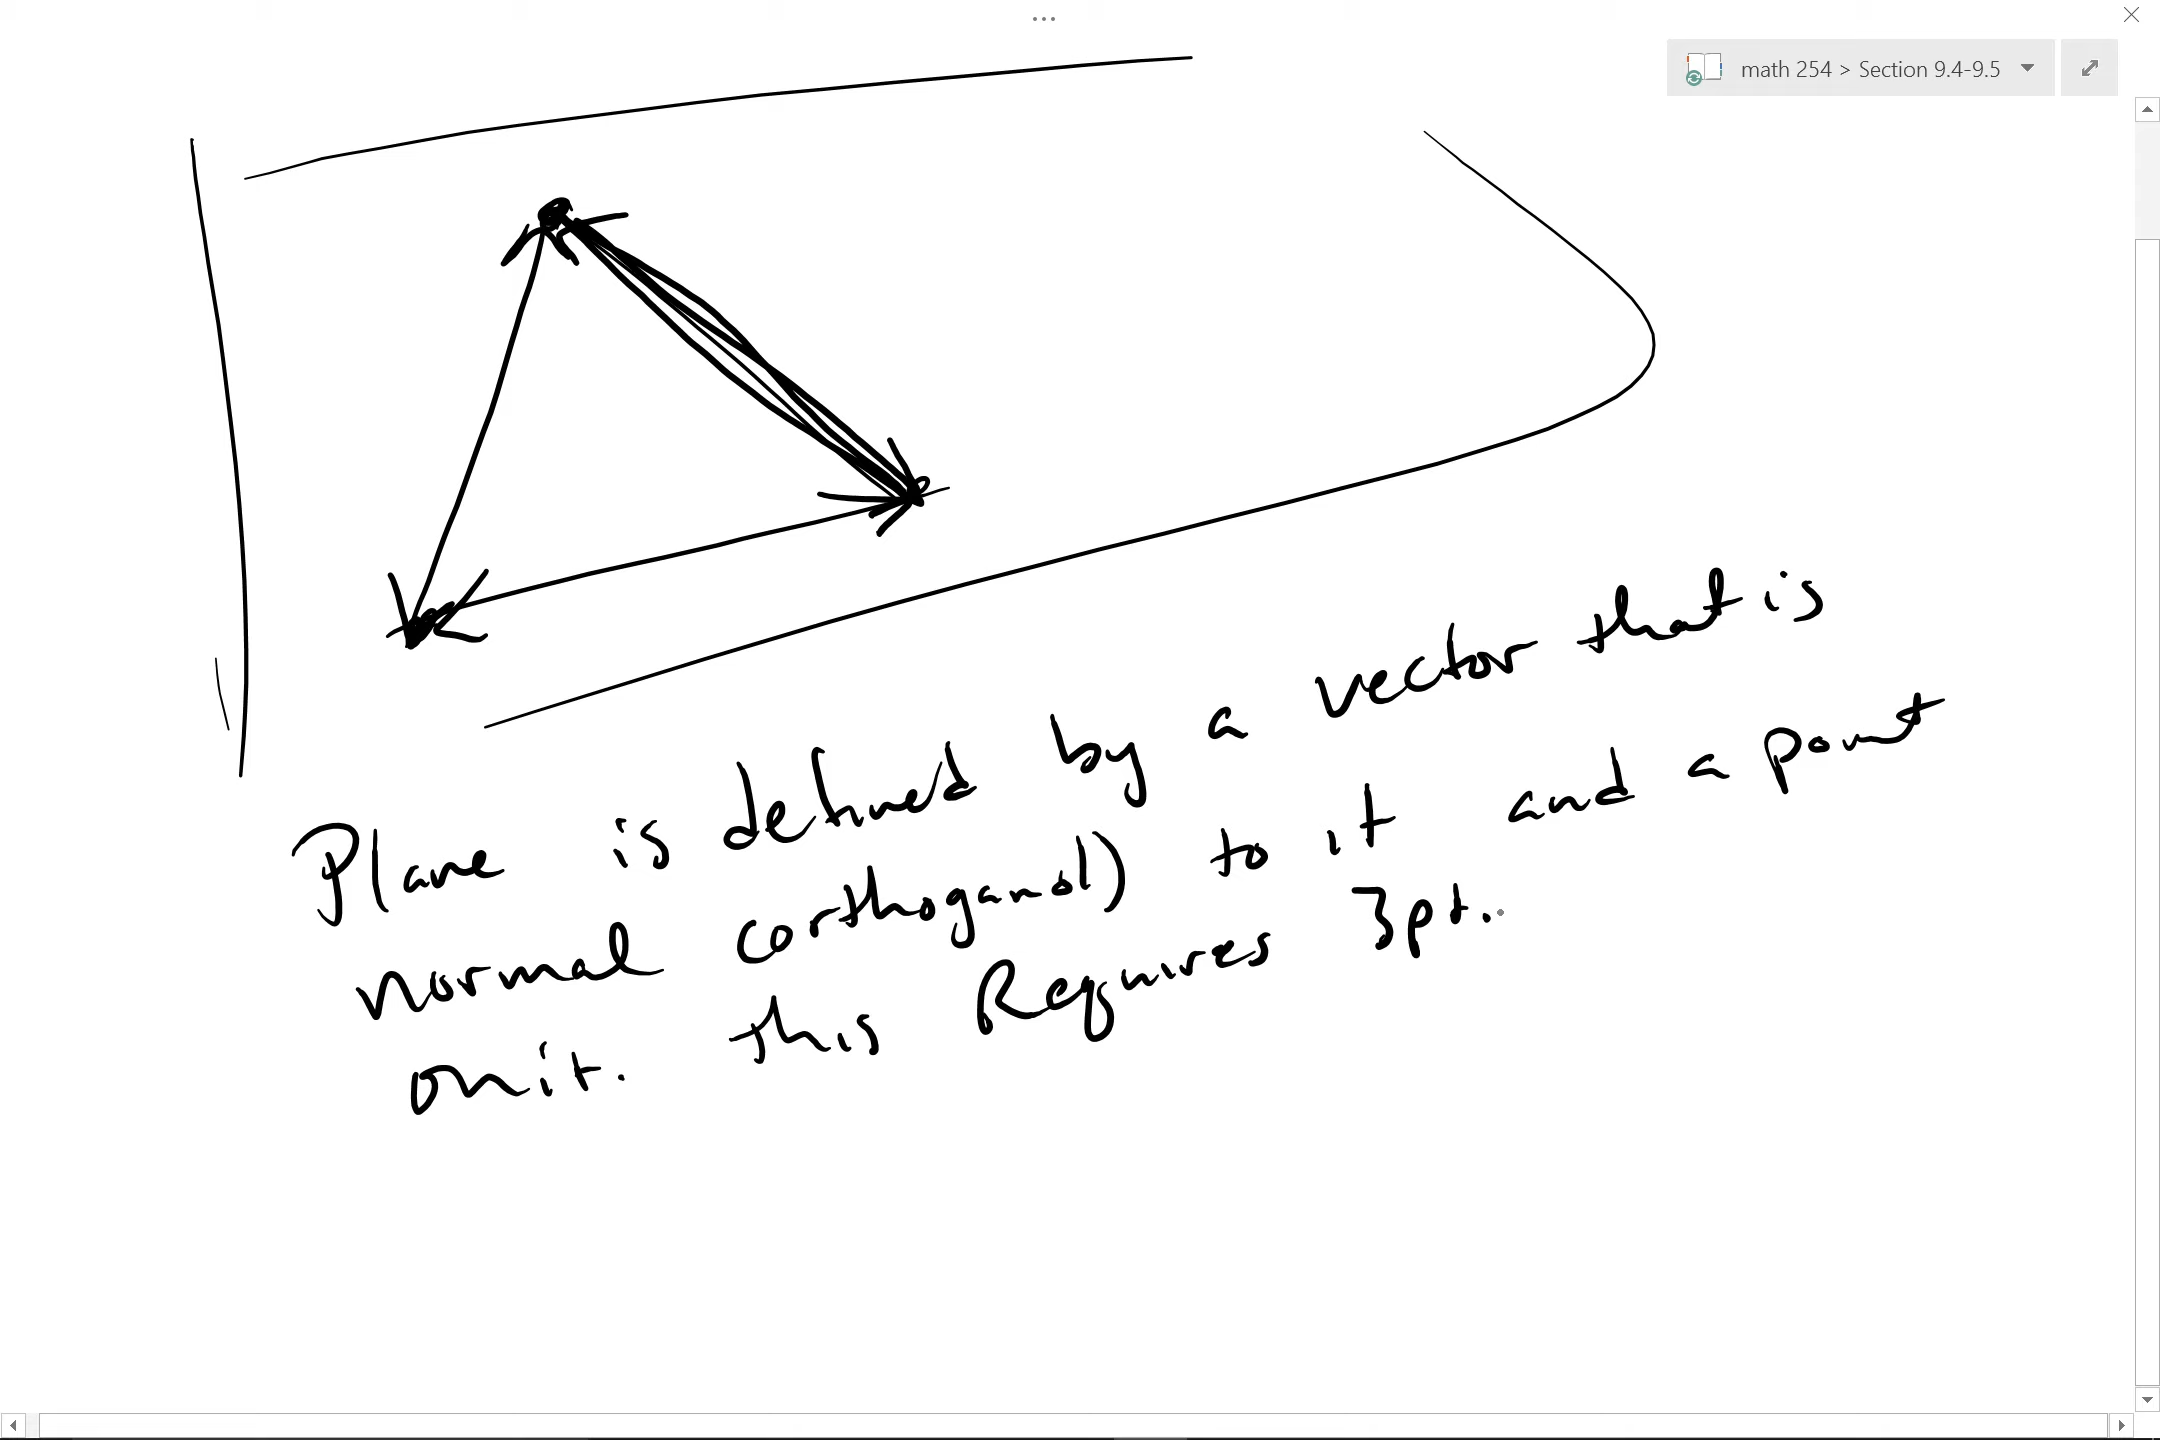 math 254 > Section 9.4-9.5
Plane is defined by a vector that is
normal (orthoganol) to it and a point
on it. this Requires 3pt.